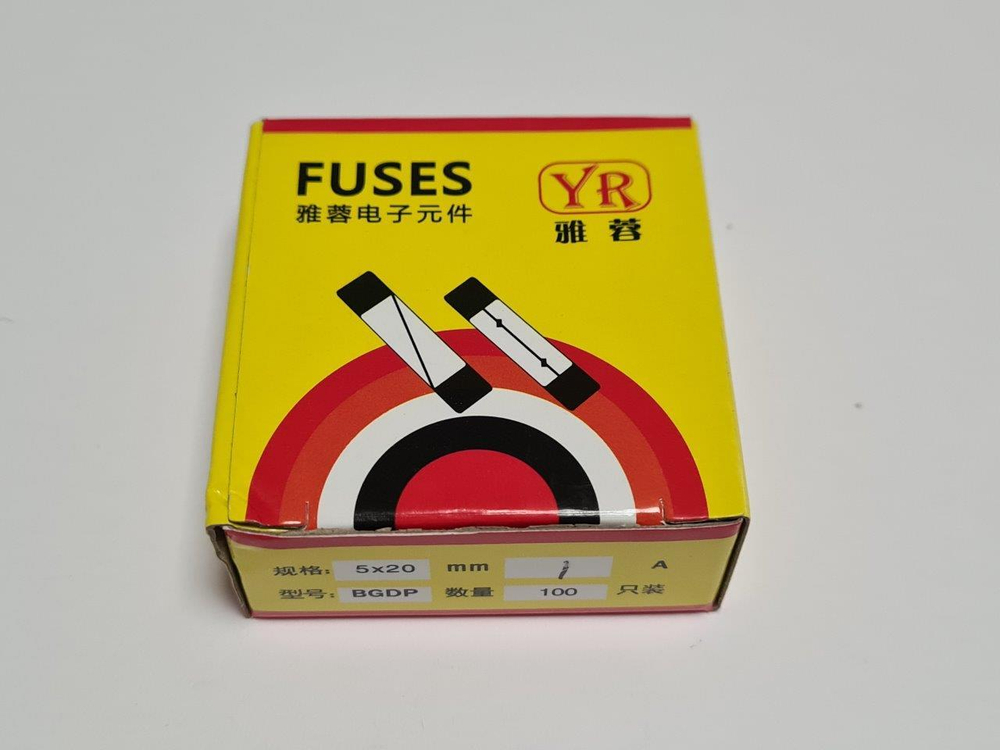 FUSES
雅蓉电子元件
YR
雅蓉
规格: 5x20 mm 1 A
型号: BGDP 数量 100 只装